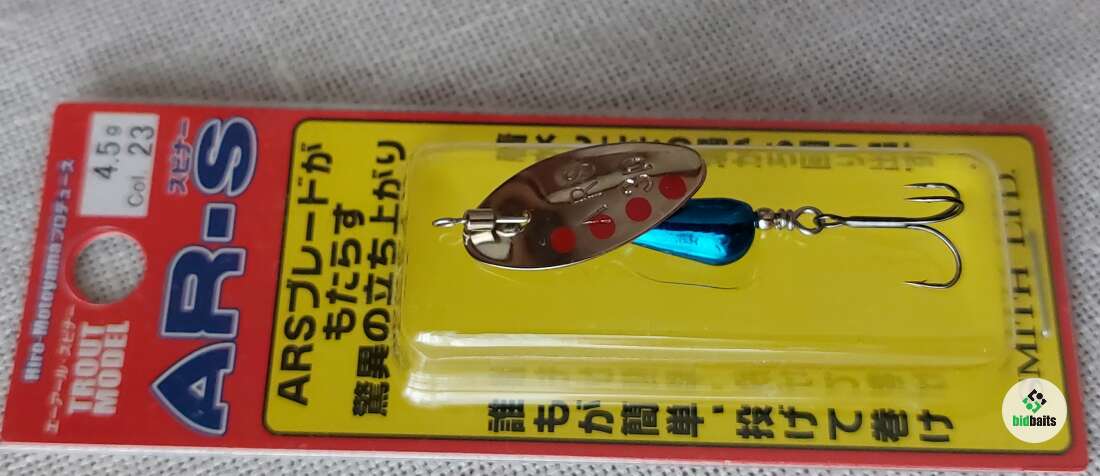 4.5g
Col. 23
Hiro-Motoyamaプロデュース
エーアール・スピナー
TROUT
MODEL
AR-S
スピナー
ARSブレードが
もたらす
驚異の立ち上がり
誰もが簡単・投げて巻け
MITH LTD.
bidbaits